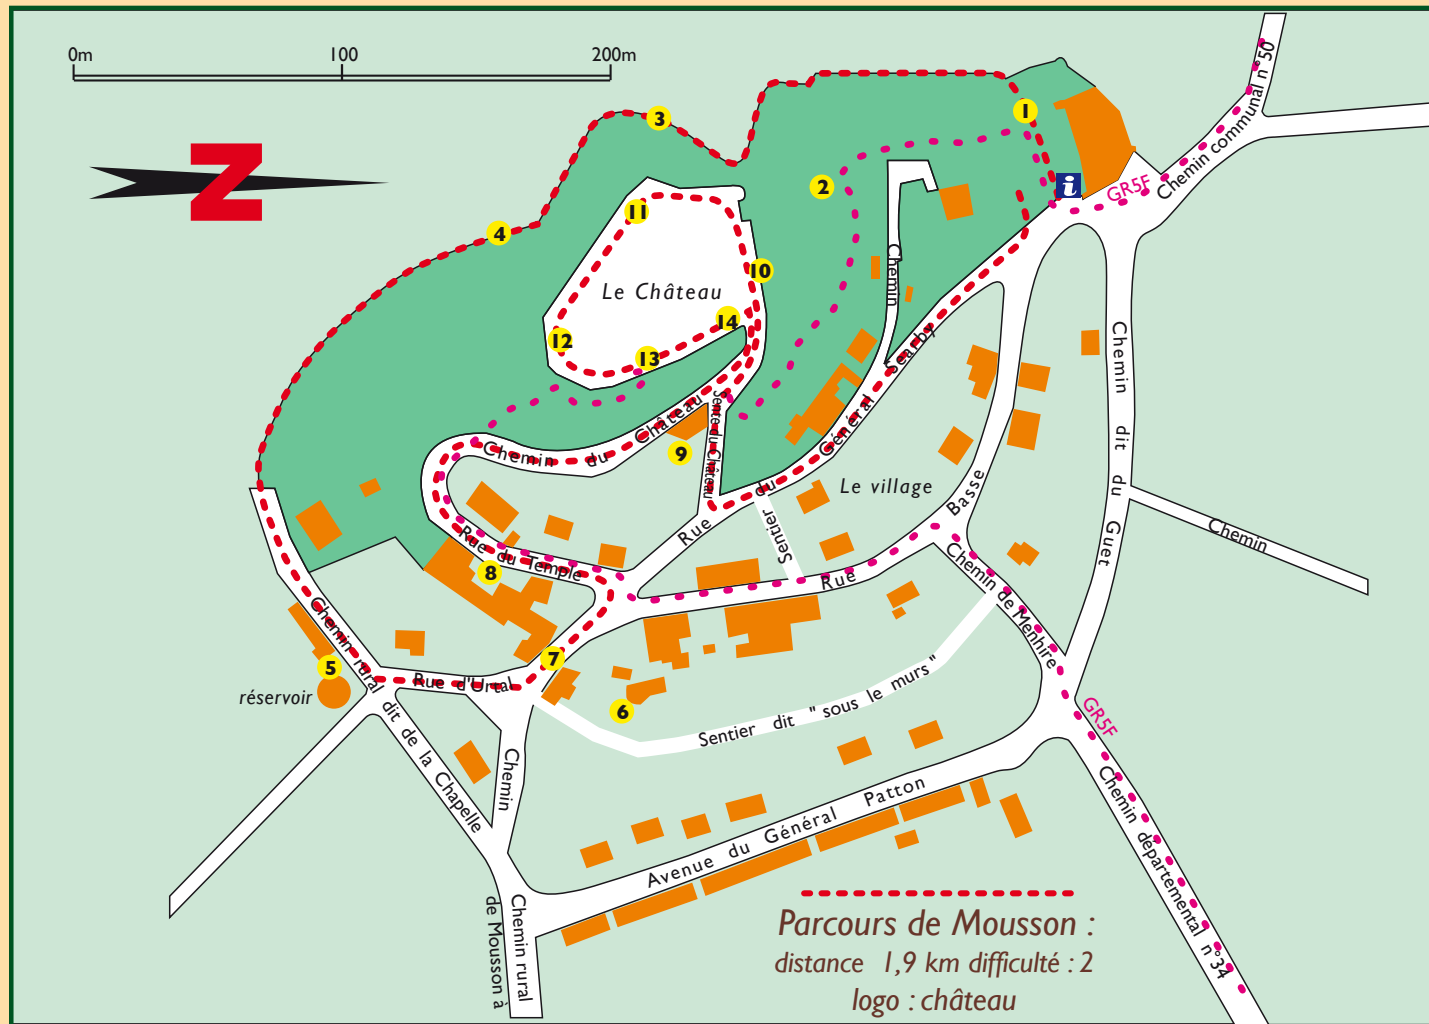 0m 100 200m
Z
1
2
3
4
5
6
7
8
9
10
11
12
13
14
i
Le Château
Le village
réservoir
Chemin communal n°50
GR5F
Chemin
Rue du Général Séarby
Sente du Château
Chemin du Château
Rue du Temple
Sentier
Rue Basse
Chemin dit du Guet
Chemin
Chemin de Menhire
GR5F
Chemin départemental n°34
Sentier dit " sous le murs "
Rue d'Urtal
Chemin rural dit de la Chapelle
Chemin
Avenue du Général Patton
Chemin rural
de Mousson à
Parcours de Mousson :
distance 1,9 km difficulté : 2
logo : château